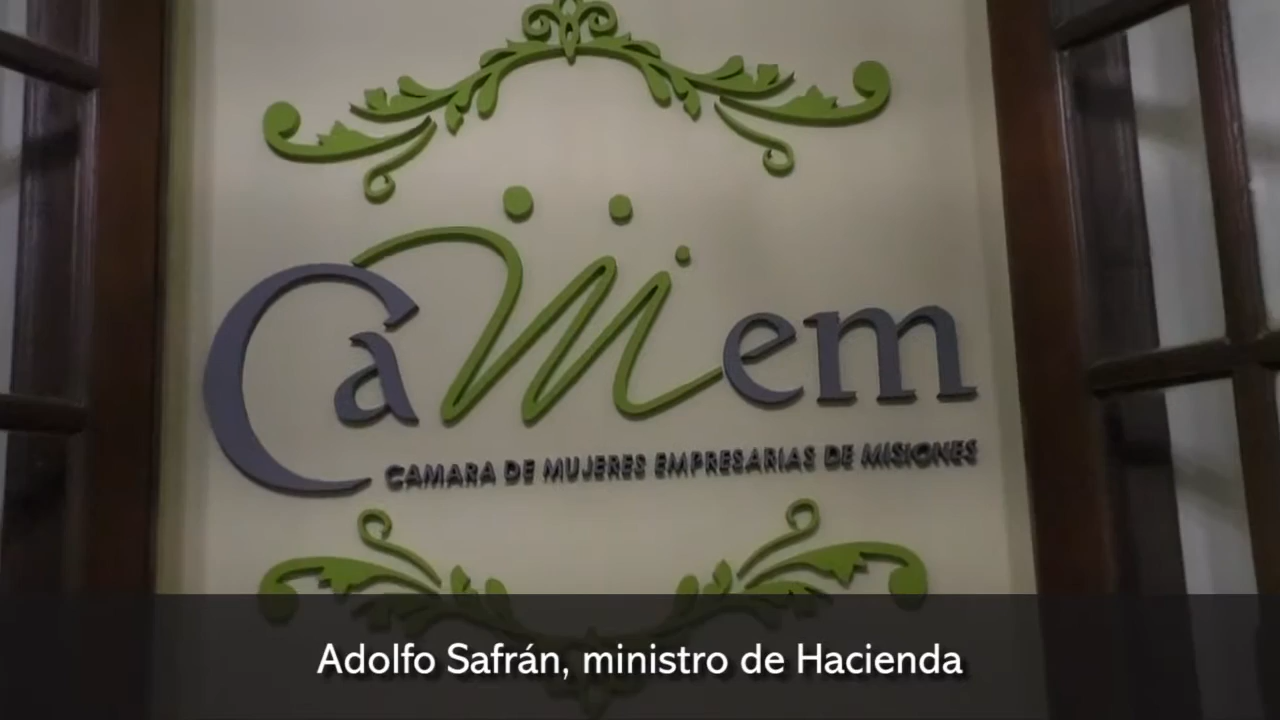 CaMem
CAMARA DE MUJERES EMPRESARIAS DE MISIONES
Adolfo Safrán, ministro de Hacienda